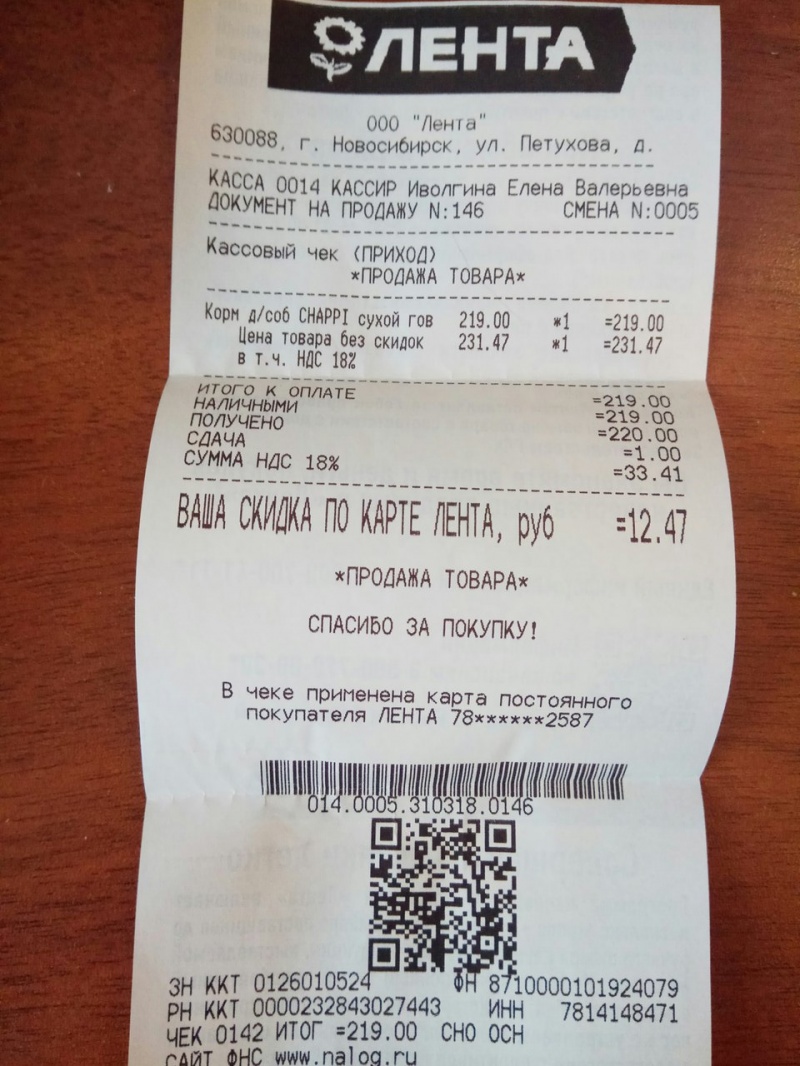 ЛЕНТА
ООО "Лента"
630088, г. Новосибирск, ул. Петухова, д.
КАССА 0014 КАССИР Иволгина Елена Валерьевна
ДОКУМЕНТ НА ПРОДАЖУ N:146 СМЕНА N:0005
Кассовый чек (ПРИХОД)
*ПРОДАЖА ТОВАРА*
Корм д/соб CHAPPI сухой гов 219.00 *1 =219.00
Цена товара без скидок 231.47 *1 =231.47
в т.ч. НДС 18%
ИТОГО К ОПЛАТЕ =219.00
НАЛИЧНЫМИ =219.00
ПОЛУЧЕНО =220.00
СДАЧА =1.00
СУММА НДС 18% =33.41
ВАША СКИДКА ПО КАРТЕ ЛЕНТА, руб =12.47
*ПРОДАЖА ТОВАРА*
СПАСИБО ЗА ПОКУПКУ!
В чеке применена карта постоянного
покупателя ЛЕНТА 78******2587
014.0005.310318.0146
ЗН ККТ 0126010524 ФН 8710000101924079
РН ККТ 0000232843027443 ИНН 7814148471
ЧЕК 0142 ИТОГ =219.00 СНО ОСН
САЙТ ФНС www.nalog.ru